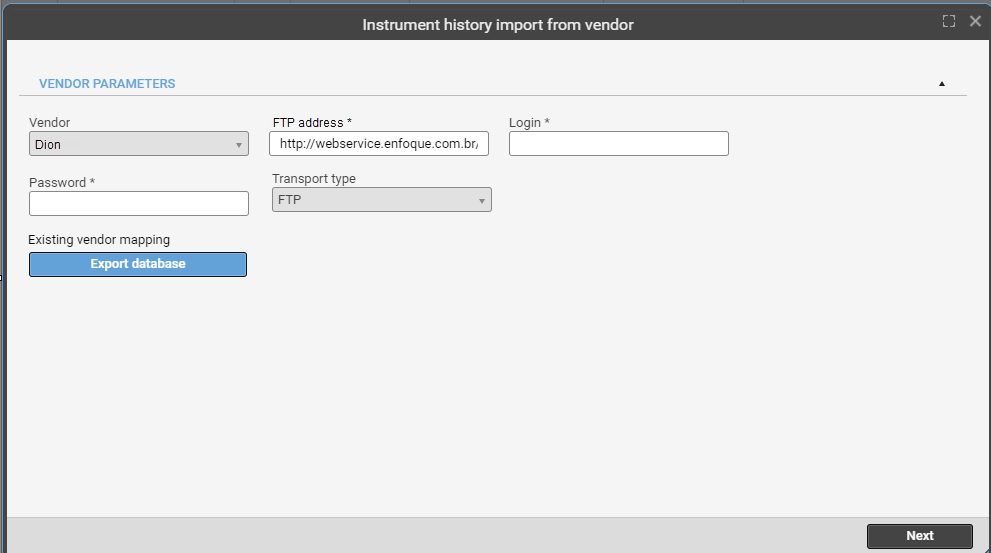 Instrument history import from vendor
VENDOR PARAMETERS
Vendor
FTP address *
Login *
Dion
http://webservice.enfoque.com.br/
Password *
Transport type
FTP
Existing vendor mapping
Export database
Next